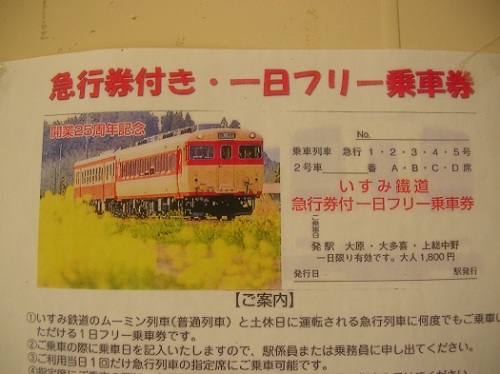 急行券付き・一日フリー乗車券
開業25周年記念
No.
乗車列車 急行 1・2・3・4・5号
2号車 番 A・B・C・D席
いすみ鐵道
急行券付一日フリー乗車券
ご乗車日
発 駅 大原・大多喜・上総中野
一日限り有効です。大人1,800円
発行日 駅発行
【ご案内】
①いすみ鉄道のムーミン列車(普通列車)と土休日に運転される急行列車に何度でもご乗車い
ただける1日フリー乗車券です。
②ご乗車の際に乗車日を記入いたしますので、駅係員または乗務員に申し出てください。
③ご利用当日1回だけ急行列車の指定席にご乗車可能です。